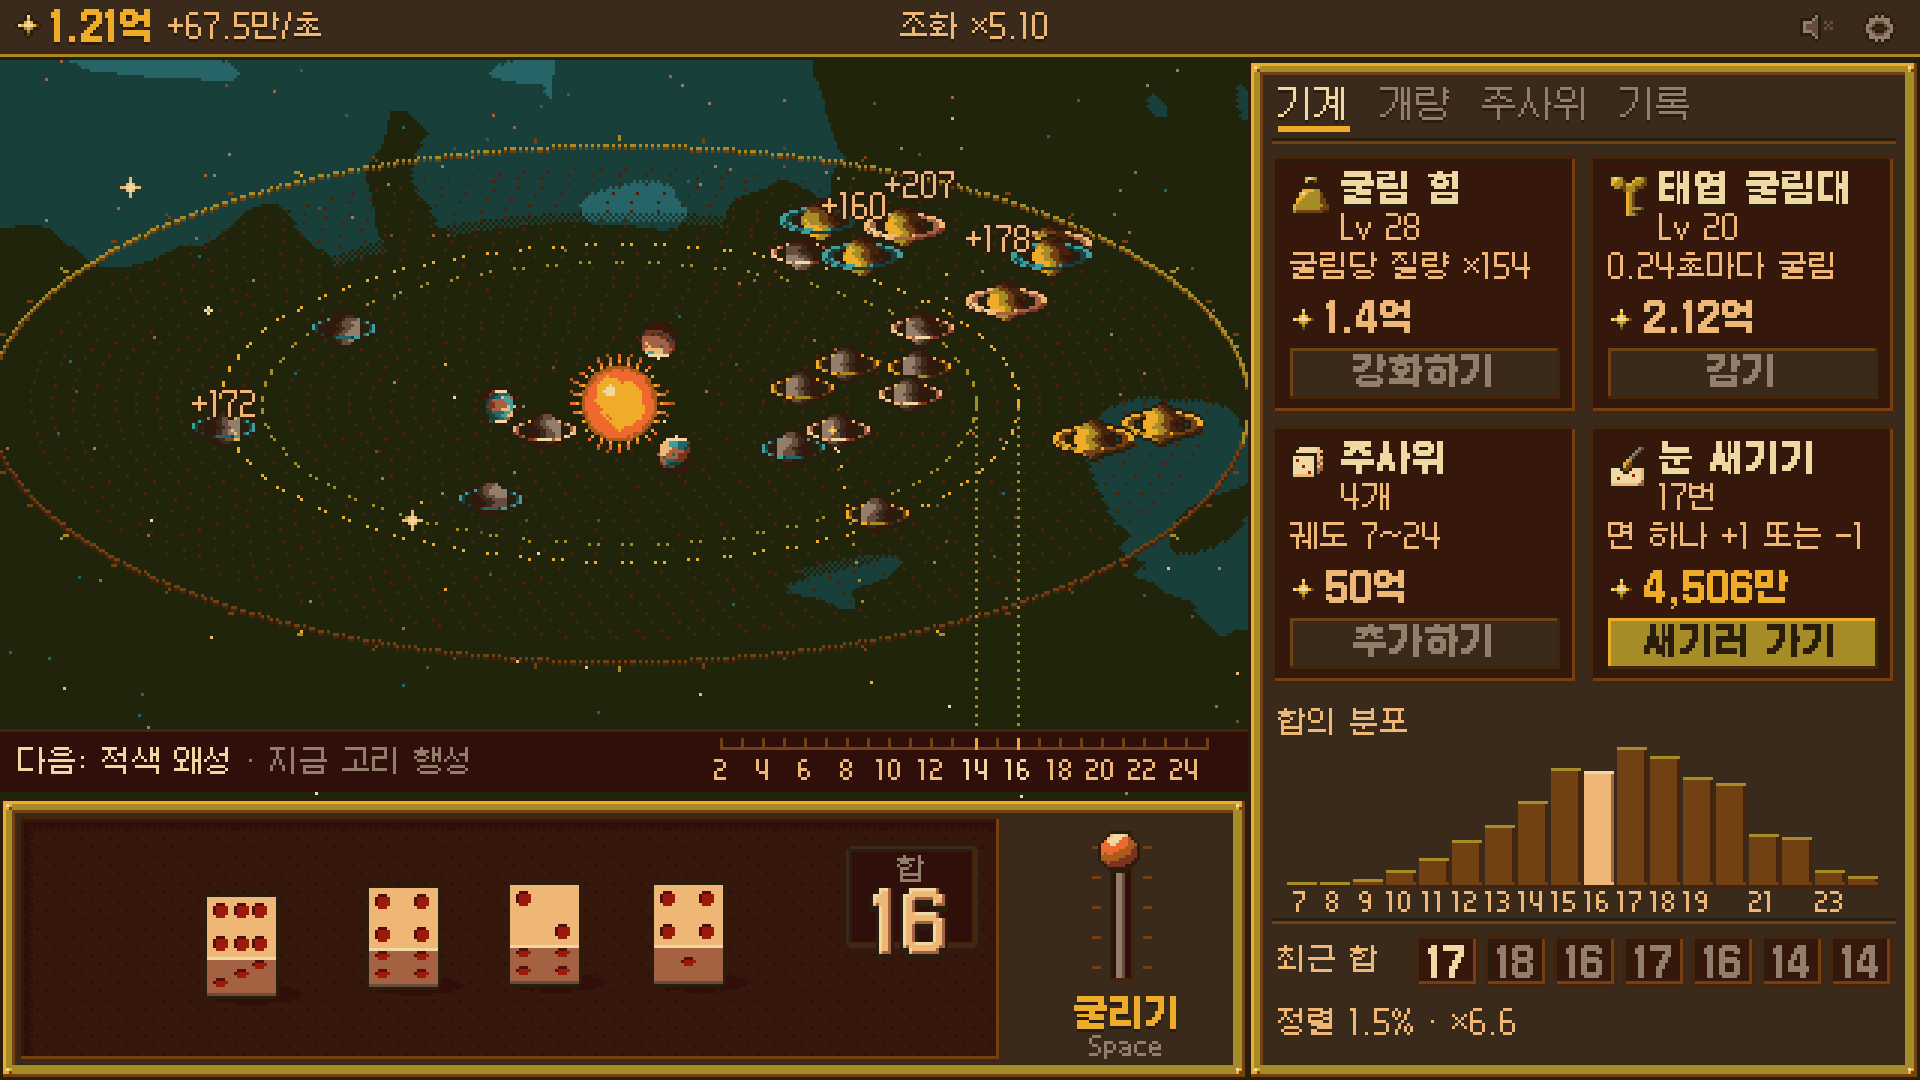 1.21억 +67.5만/초
조화 ×5.10
+207
+160
+178
+172
다음: 적색 왜성 · 지금 고리 행성
2 4 6 8 10 12 14 16 18 20 22 24
합
16
굴리기
Space
기계 개량 주사위 기록
굴림 힘
Lv 28
굴림당 질량 ×154
1.4억
강화하기
태엽 굴림대
Lv 20
0.24초마다 굴림
2.12억
감기
주사위
4개
궤도 7~24
50억
추가하기
눈 새기기
17번
면 하나 +1 또는 -1
4,506만
새기러 가기
합의 분포
7 8 9 10 11 12 13 14 15 16 17 18 19 21 23
최근 합 17 18 16 17 16 14 14
정렬 1.5% · ×6.6